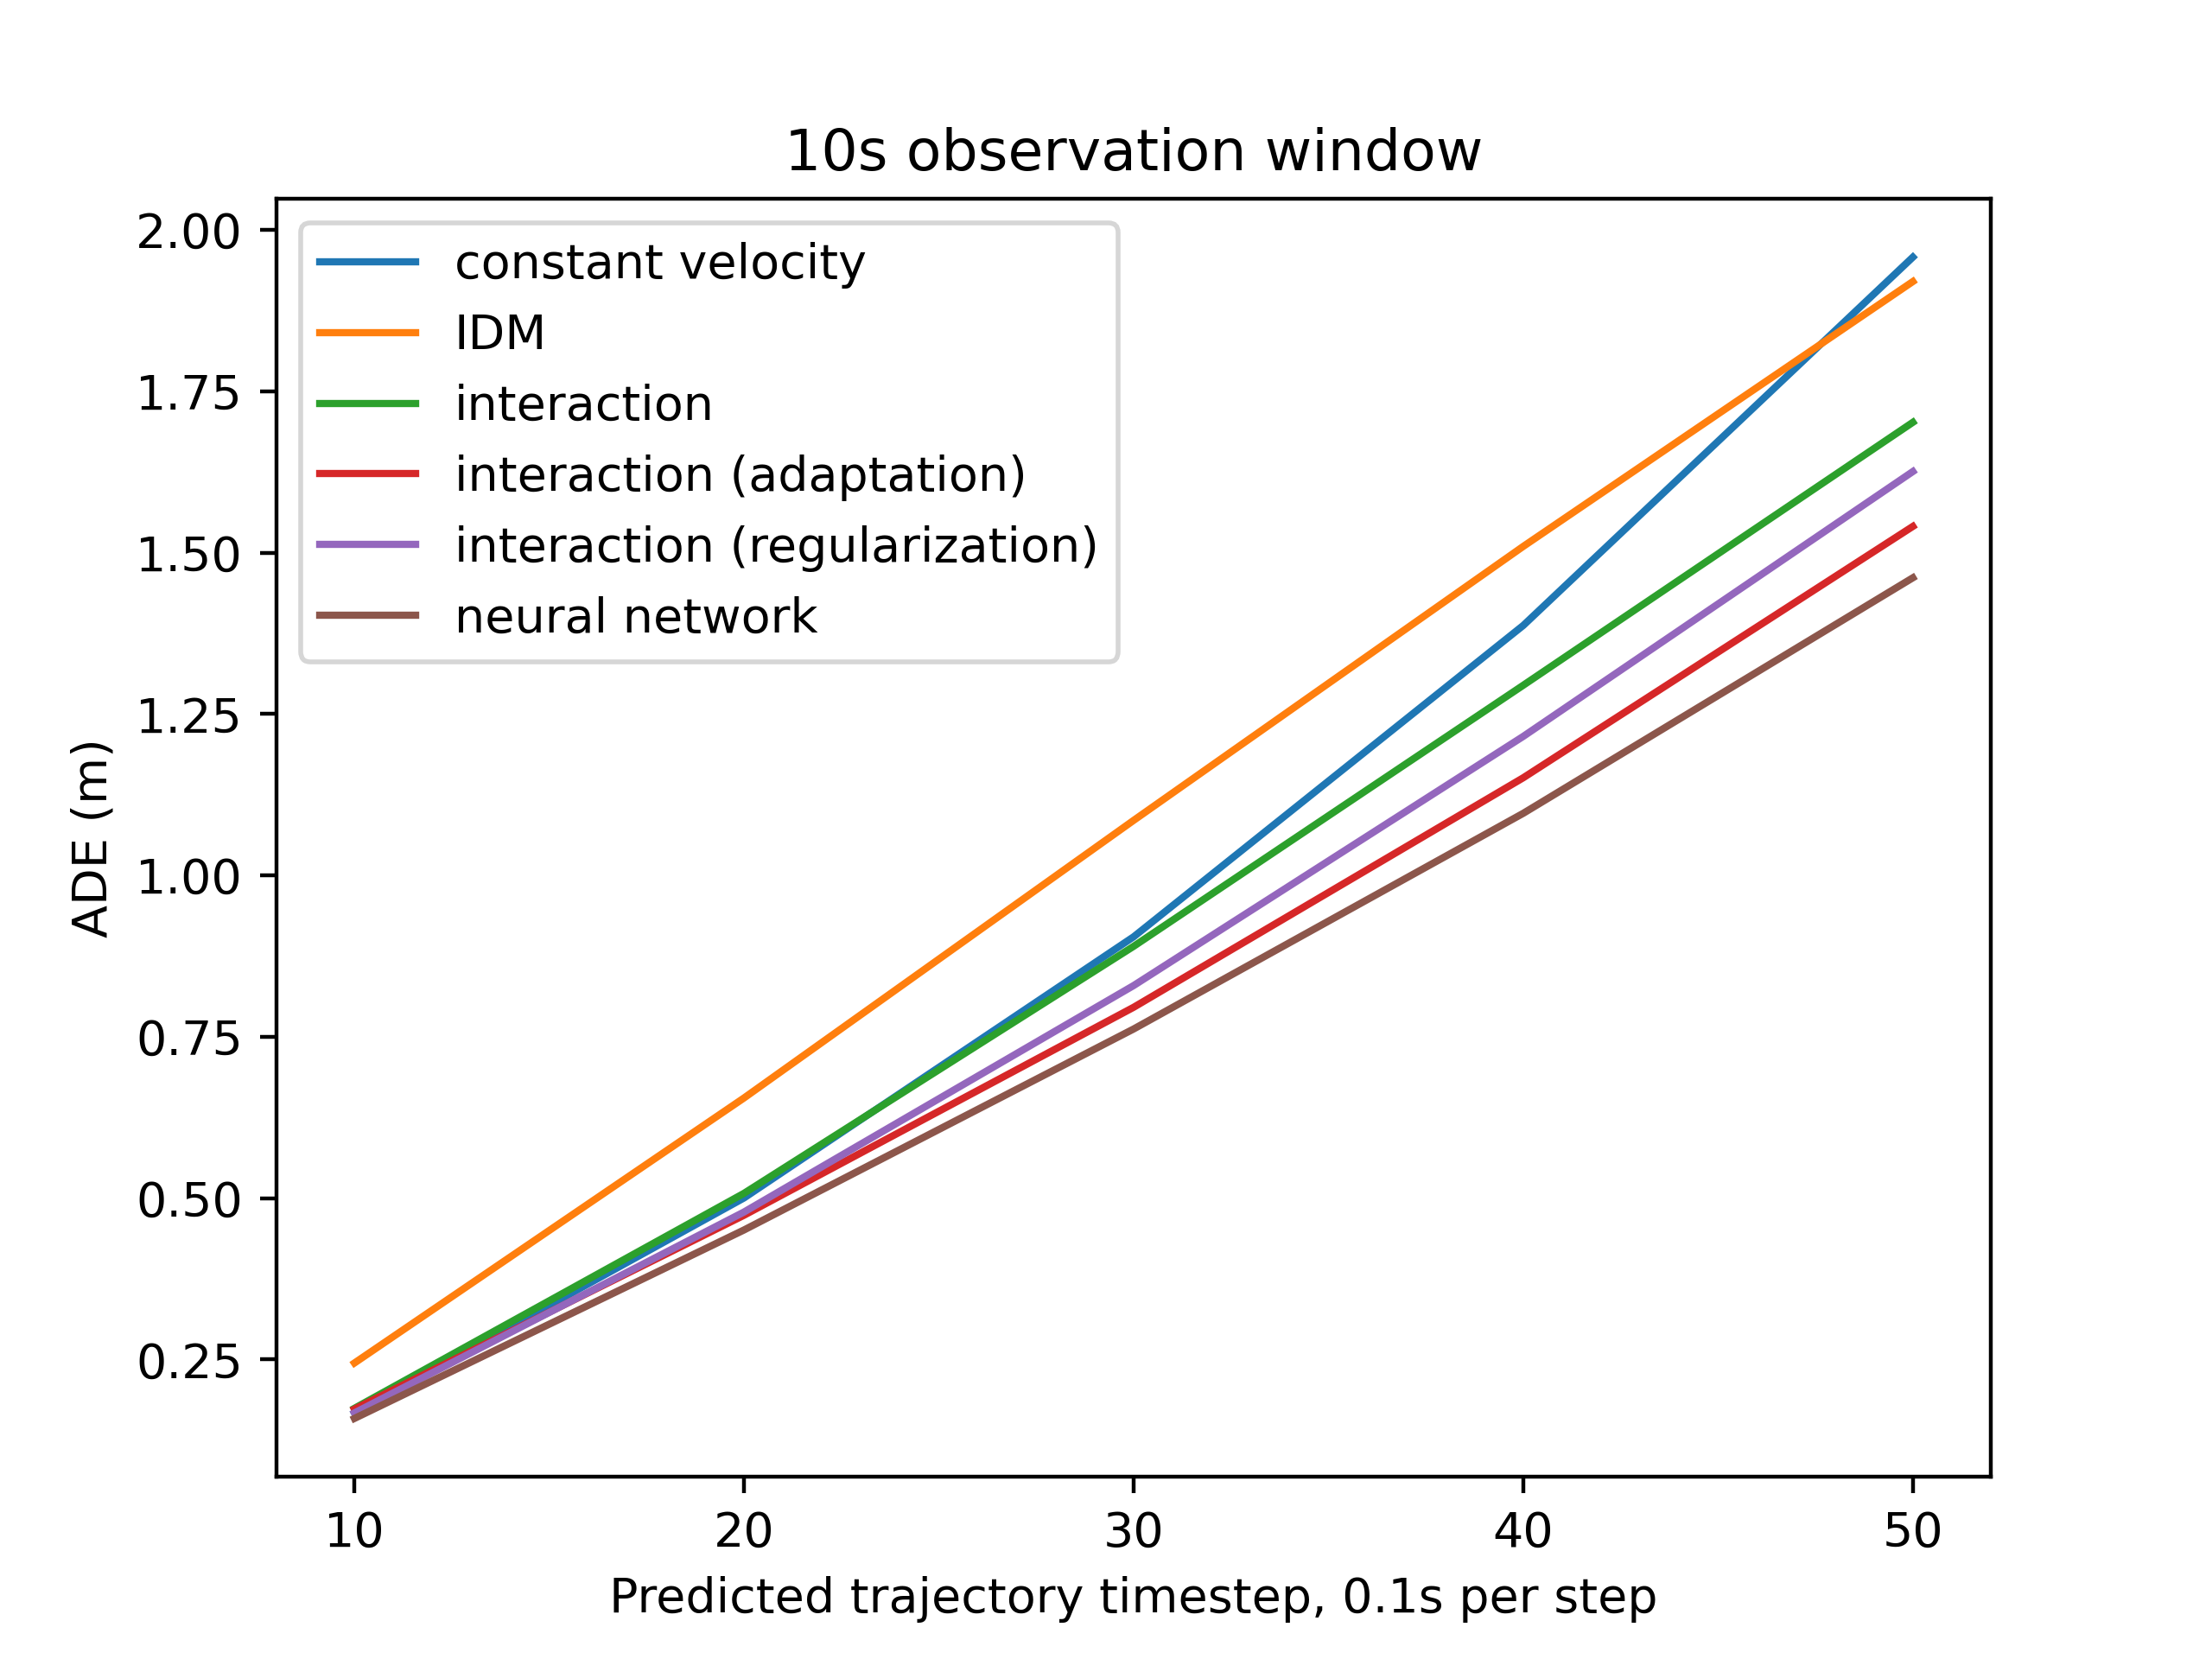 10s observation window
constant velocity
IDM
interaction
interaction (adaptation)
interaction (regularization)
neural network
ADE (m)
2.00
1.75
1.50
1.25
1.00
0.75
0.50
0.25
10 20 30 40 50
Predicted trajectory timestep, 0.1s per step